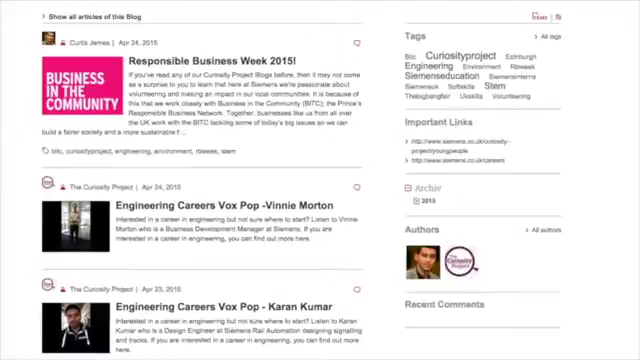 Show all articles of this Blog
Curtis James | Apr 24, 2015
Responsible Business Week 2015!
BUSINESS
IN THE
COMMUNITY
If you've read any of our Curiosity Project Blogs before, then it may not come
as a surprise to you to learn that here at Siemens we're passionate about
volunteering and making an impact in our local communities. It is because of
this that we work closely with Business in the Community (BITC); the Prince's
Responsible Business Network. Together, businesses like us from all over
the UK work with the BITC tackling some of today's big issues so we can
build a fairer society and a more sustainable f ...
bitc, curiosityproject, engineering, environment, rbweek, stem
The Curiosity Project | Apr 24, 2015
Engineering Careers Vox Pop -Vinnie Morton
Interested in a career in engineering but not sure where to start? Listen to Vinnie
Morton who is a Business Development Manager at Siemens. If you are
interested in a career in engineering, you can find out more here.
The Curiosity Project | Apr 23, 2015
Engineering Careers Vox Pop - Karan Kumar
Interested in a career in engineering but not sure where to start? Listen to Karan
Kumar who is a Design Engineer at Siemens Rail Automation designing signalling
and tracks. If you are interested in a career in engineering, you can find out more
here.
Tags
All tags
Bitc Curiosityproject Edinburgh
Engineering Environment Rbweek
Siemenseducation Siemensinterns
Siemensuk Softskills Stem
Thebigbangfair Ukskills Volunteering
Important Links
http://www.siemens.co.uk/curiosity-
project/youngpeople
http://www.siemens.co.uk/careers
Archiv
2015
Authors
All authors
The
Curiosity
Project
Recent Comments